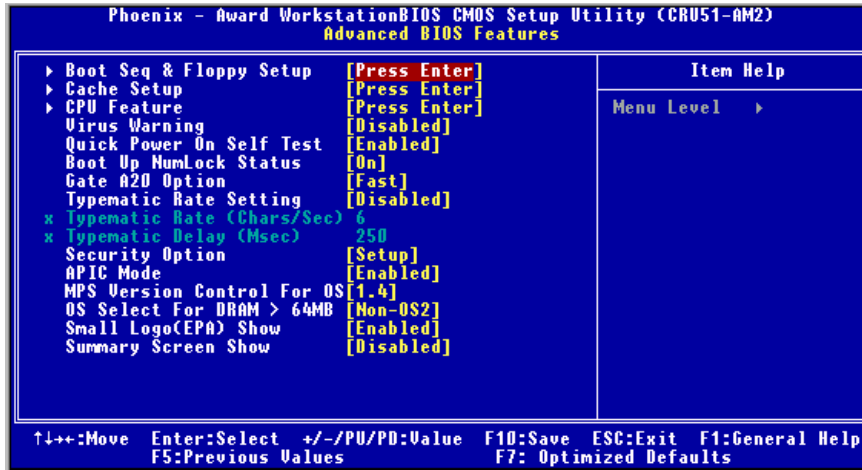 Phoenix - Award WorkstationBIOS CMOS Setup Utility (CRU51-AM2)
Advanced BIOS Features
Boot Seq & Floppy Setup [Press Enter]
Cache Setup [Press Enter]
CPU Feature [Press Enter]
Virus Warning [Disabled]
Quick Power On Self Test [Enabled]
Boot Up NumLock Status [On]
Gate A20 Option [Fast]
Typematic Rate Setting [Disabled]
x Typematic Rate (Chars/Sec) 6
x Typematic Delay (Msec) 250
Security Option [Setup]
APIC Mode [Enabled]
MPS Version Control For OS[1.4]
OS Select For DRAM > 64MB [Non-OS2]
Small Logo(EPA) Show [Enabled]
Summary Screen Show [Disabled]
Item Help
Menu Level
↑↓→←:Move Enter:Select +/-/PU/PD:Value F10:Save ESC:Exit F1:General Help
F5:Previous Values F7: Optimized Defaults